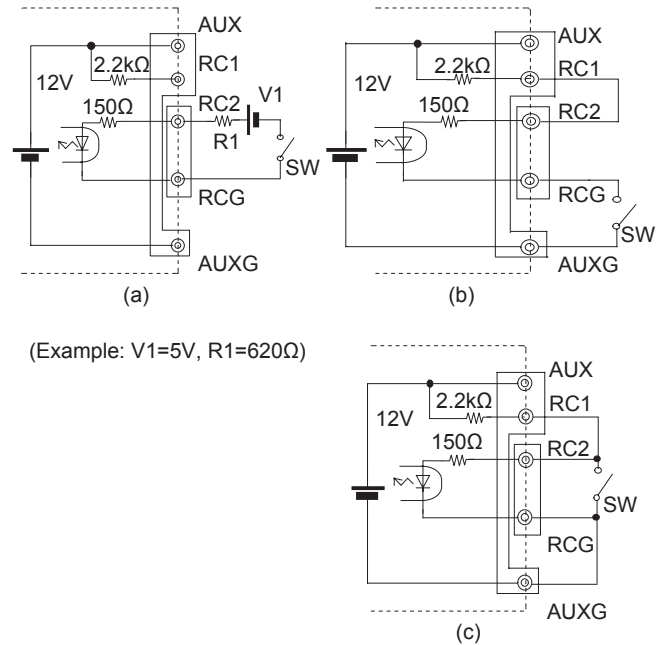 AUX
2.2kΩ
RC1
12V
150Ω
RC2
V1
R1
SW
RCG
AUXG
(a)
AUX
2.2kΩ
RC1
12V
150Ω
RC2
RCG
SW
AUXG
(b)
(Example: V1=5V, R1=620Ω)
AUX
2.2kΩ
RC1
12V
150Ω
RC2
SW
RCG
AUXG
(c)